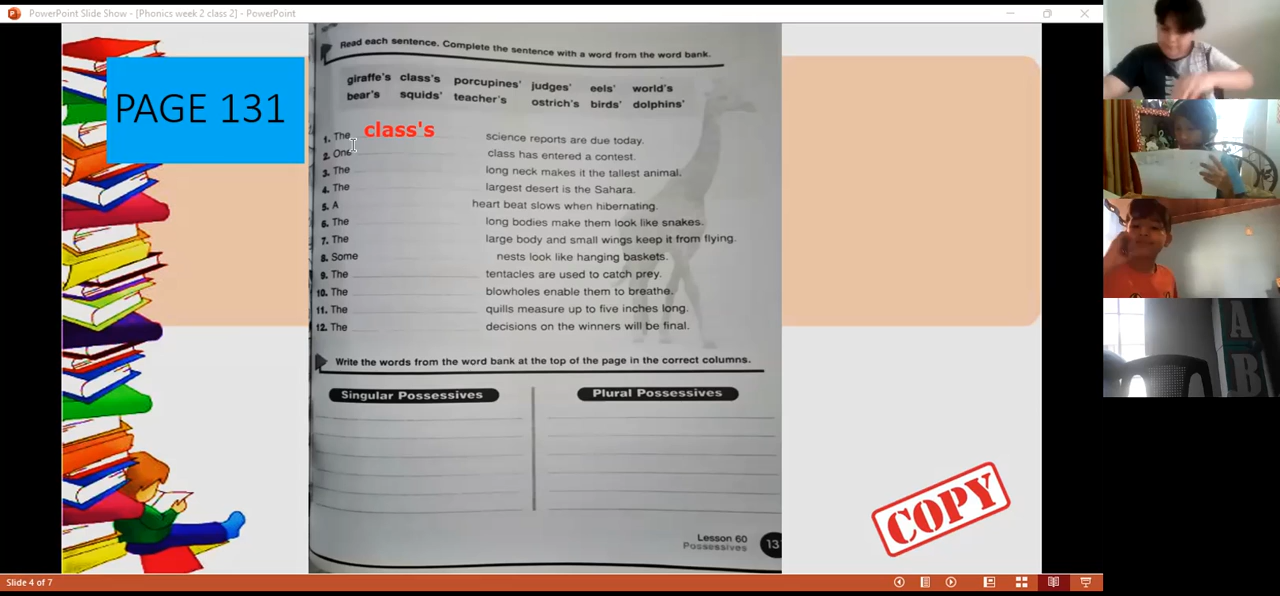 PowerPoint Slide Show - [Phonics week 2 class 2] - PowerPoint
PAGE 131
Read each sentence. Complete the sentence with a word from the word bank.
giraffe's class's porcupines' judges' eels' world's
bear's squids' teacher's ostrich's birds' dolphins'
1. The class's science reports are due today.
2. One class has entered a contest.
3. The long neck makes it the tallest animal.
4. The largest desert is the Sahara.
5. A heart beat slows when hibernating.
6. The long bodies make them look like snakes.
7. The large body and small wings keep it from flying.
8. Some nests look like hanging baskets.
9. The tentacles are used to catch prey.
10. The blowholes enable them to breathe.
11. The quills measure up to five inches long.
12. The decisions on the winners will be final.
Write the words from the word bank at the top of the page in the correct columns.
Singular Possessives Plural Possessives
Lesson 60
Possessives
13
COPY
A
B
Slide 4 of 7